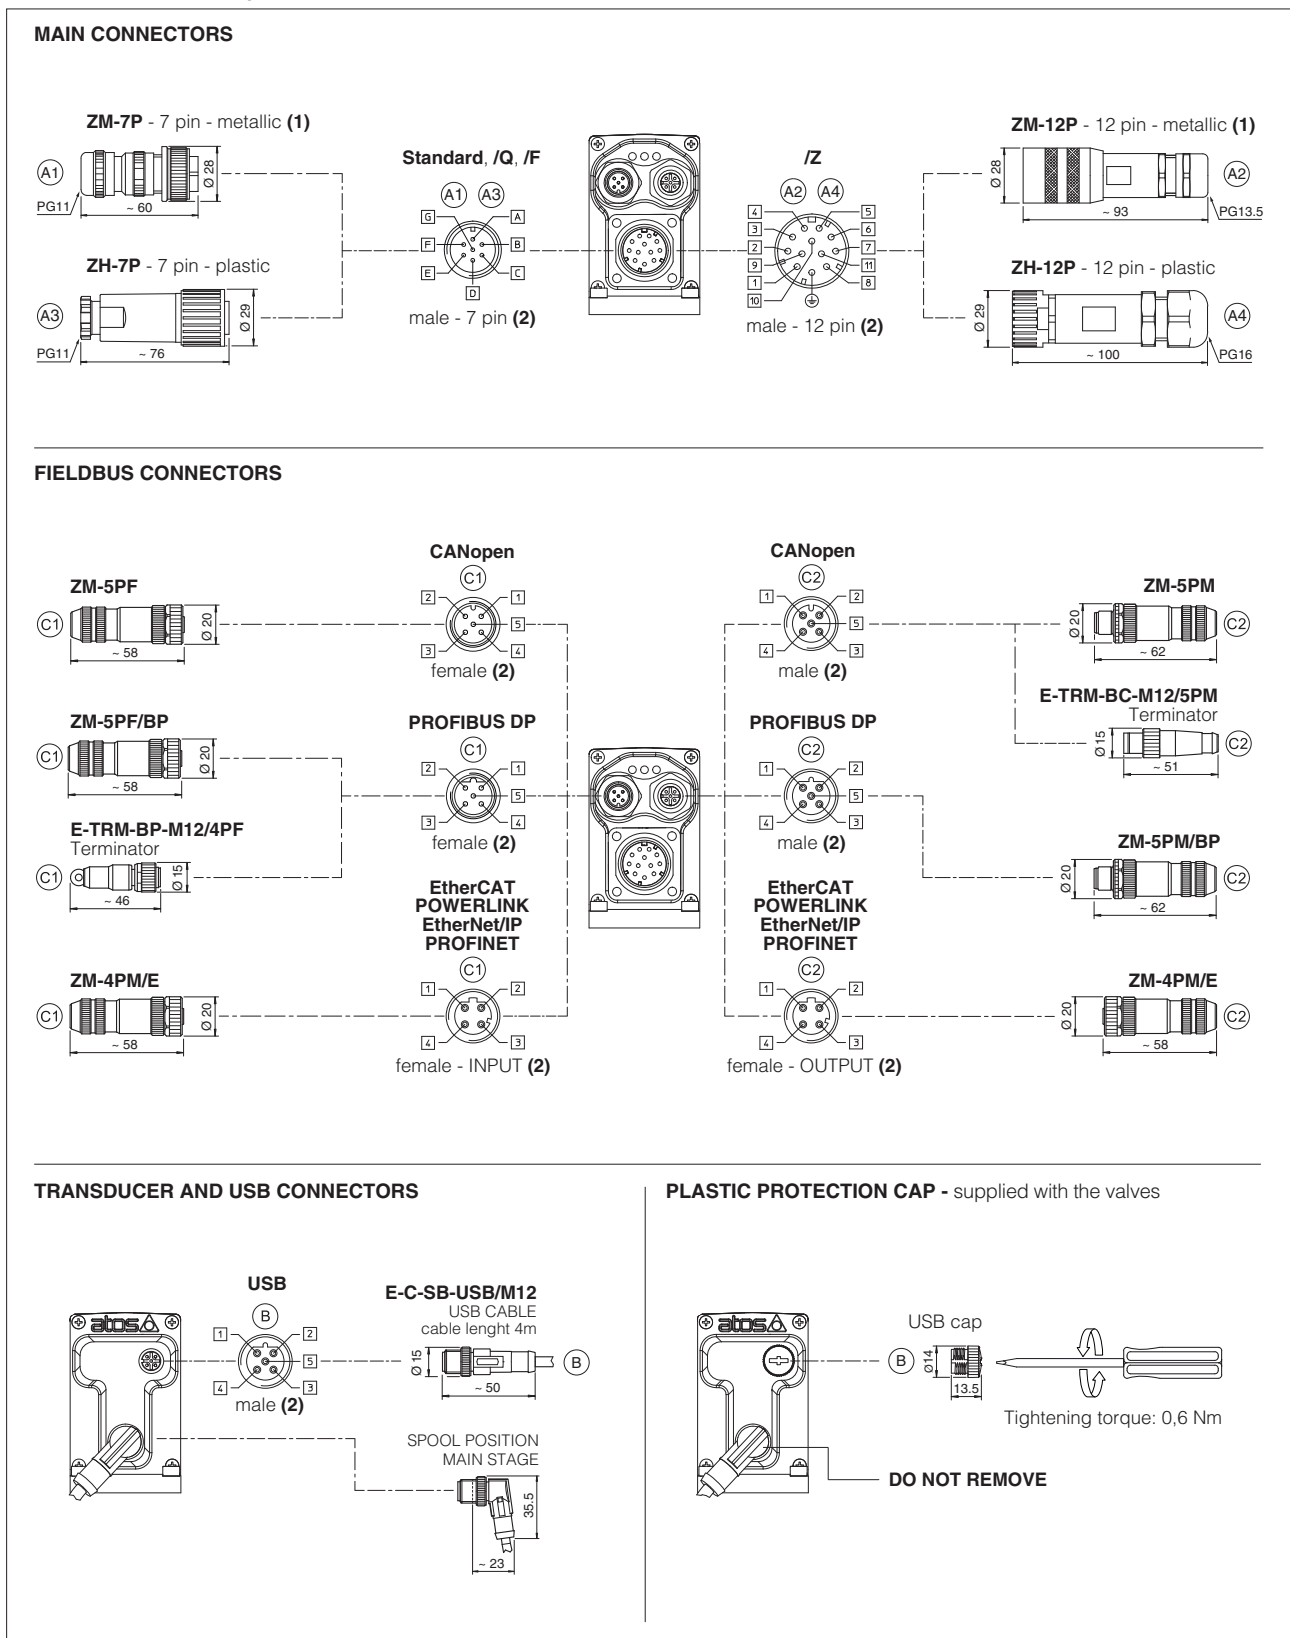 MAIN CONNECTORS
ZM-7P - 7 pin - metallic (1)
A1
PG11
~ 60
Ø 28
ZH-7P - 7 pin - plastic
A3
PG11
~ 76
Ø 29
Standard, /Q, /F
A1 A3
G A
F B
E C
D
male - 7 pin (2)
/Z
A2 A4
4 5
3 6
2 7
9 11
1 8
10
male - 12 pin (2)
ZM-12P - 12 pin - metallic (1)
Ø 28
A2
~ 93
PG13.5
ZH-12P - 12 pin - plastic
Ø 29
A4
~ 100
PG16
FIELDBUS CONNECTORS
ZM-5PF
C1
Ø 20
~ 58
ZM-5PF/BP
C1
Ø 20
~ 58
E-TRM-BP-M12/4PF
Terminator
C1
Ø 15
~ 46
ZM-4PM/E
C1
Ø 20
~ 58
CANopen
C1
2 1
5
3 4
female (2)
PROFIBUS DP
C1
2 1
5
3 4
female (2)
EtherCAT
POWERLINK
EtherNet/IP
PROFINET
C1
1 2
4 3
female - INPUT (2)
CANopen
C2
1 2
5
4 3
male (2)
PROFIBUS DP
C2
1 2
5
4 3
male (2)
EtherCAT
POWERLINK
EtherNet/IP
PROFINET
C2
1 2
4 3
female - OUTPUT (2)
ZM-5PM
Ø 20
C2
~ 62
E-TRM-BC-M12/5PM
Terminator
Ø 15
C2
~ 51
ZM-5PM/BP
Ø 20
C2
~ 62
ZM-4PM/E
Ø 20
C2
~ 58
TRANSDUCER AND USB CONNECTORS
atos
USB
B
1 2
5
4 3
male (2)
E-C-SB-USB/M12
USB CABLE
cable lenght 4m
Ø 15
B
~ 50
SPOOL POSITION
MAIN STAGE
35.5
~ 23
PLASTIC PROTECTION CAP - supplied with the valves
atos
USB cap
B
Ø14
13.5
Tightening torque: 0,6 Nm
DO NOT REMOVE